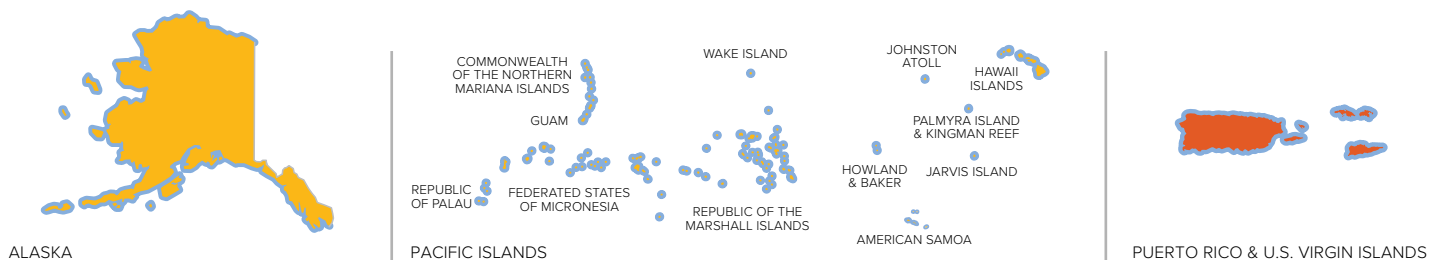 COMMONWEALTH
OF THE NORTHERN
MARIANA ISLANDS
GUAM
REPUBLIC
OF PALAU
FEDERATED STATES
OF MICRONESIA
WAKE ISLAND
REPUBLIC OF THE
MARSHALL ISLANDS
JOHNSTON
ATOLL
HAWAII
ISLANDS
PALMYRA ISLAND
& KINGMAN REEF
HOWLAND
& BAKER
JARVIS ISLAND
AMERICAN SAMOA
ALASKA
PACIFIC ISLANDS
PUERTO RICO & U.S. VIRGIN ISLANDS